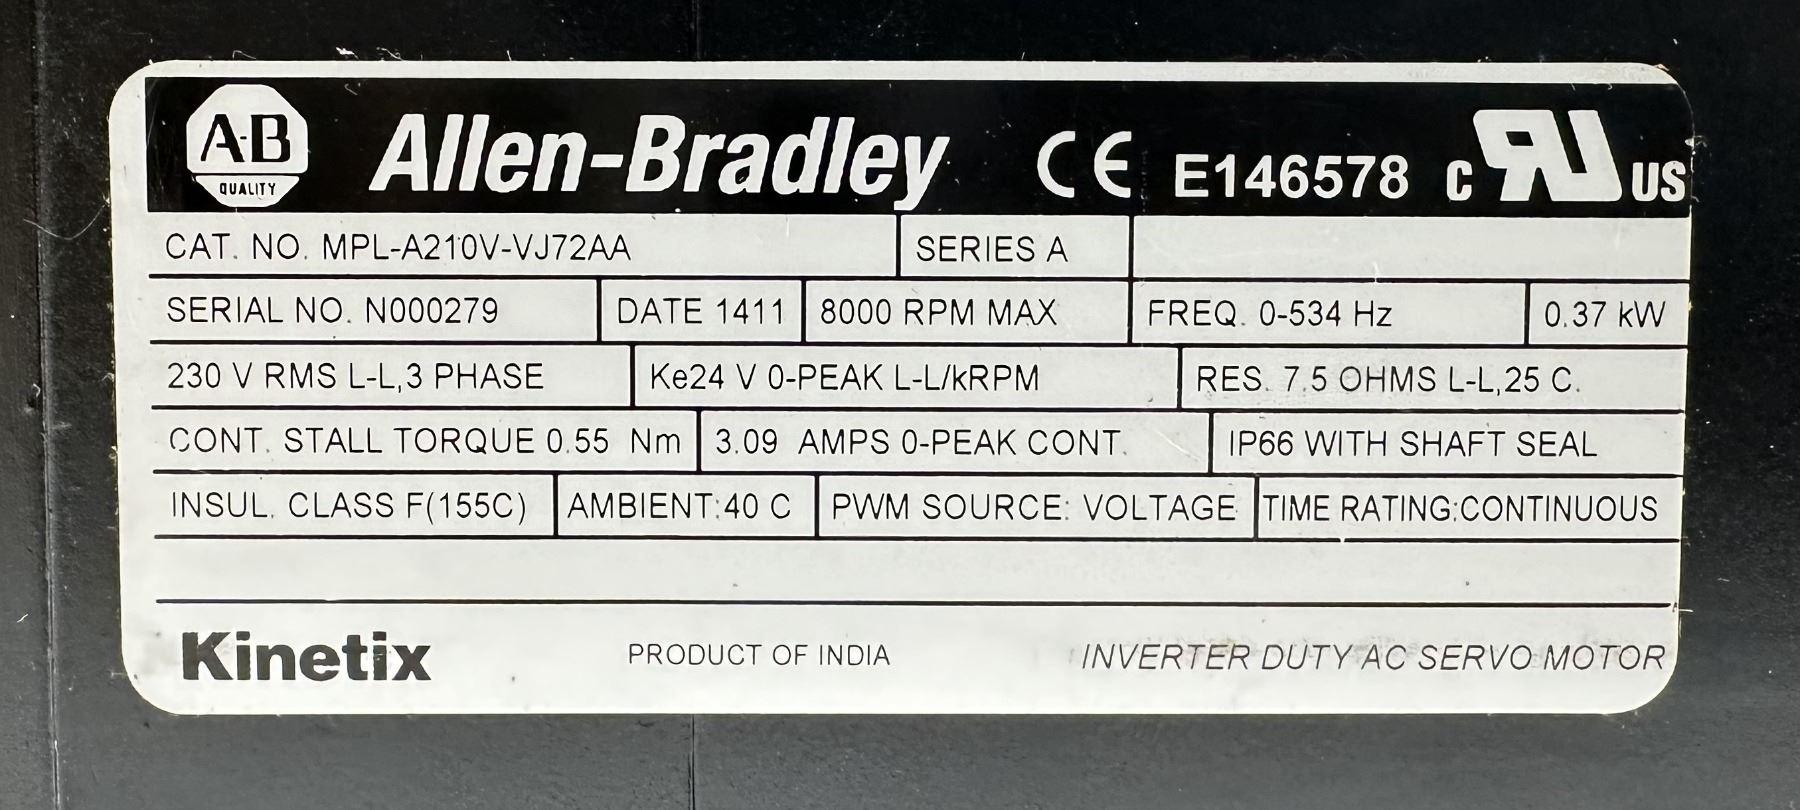 A-B QUALITY Allen-Bradley CE E146578 c RU US
CAT. NO. MPL-A210V-VJ72AA SERIES A
SERIAL NO. N000279 DATE 1411 8000 RPM MAX FREQ. 0-534 Hz 0.37 kW
230 V RMS L-L,3 PHASE Ke24 V 0-PEAK L-L/kRPM RES. 7.5 OHMS L-L,25 C.
CONT. STALL TORQUE 0.55 Nm 3.09 AMPS 0-PEAK CONT. IP66 WITH SHAFT SEAL
INSUL. CLASS F(155C) AMBIENT:40 C PWM SOURCE: VOLTAGE TIME RATING:CONTINUOUS
Kinetix PRODUCT OF INDIA INVERTER DUTY AC SERVO MOTOR